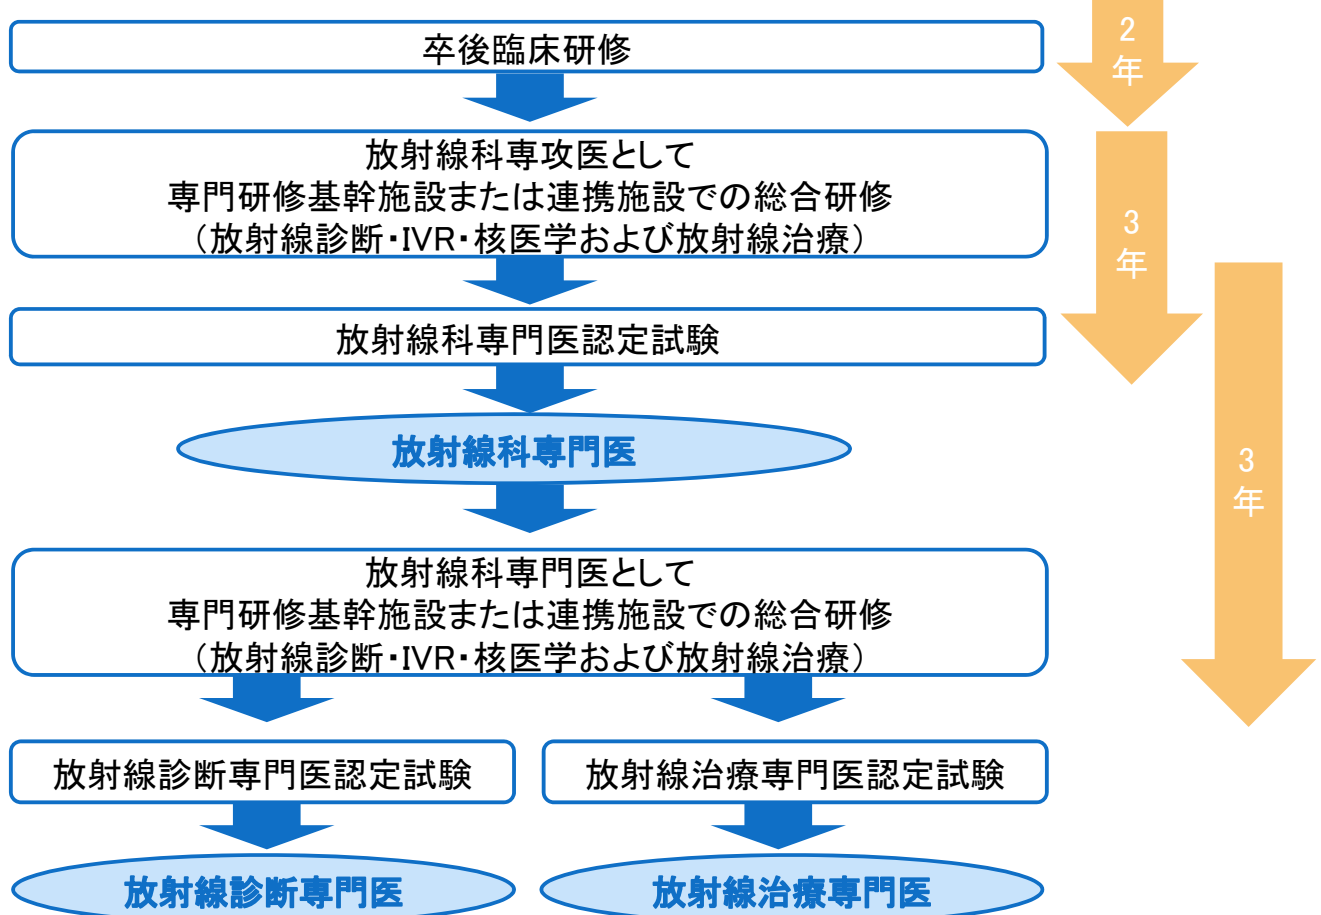 卒後臨床研修
2
年
放射線科専攻医として
専門研修基幹施設または連携施設での総合研修
（放射線診断・IVR・核医学および放射線治療）
3
年
放射線科専門医認定試験
放射線科専門医
3
年
放射線科専門医として
専門研修基幹施設または連携施設での総合研修
（放射線診断・IVR・核医学および放射線治療）
放射線診断専門医認定試験
放射線治療専門医認定試験
放射線診断専門医
放射線治療専門医